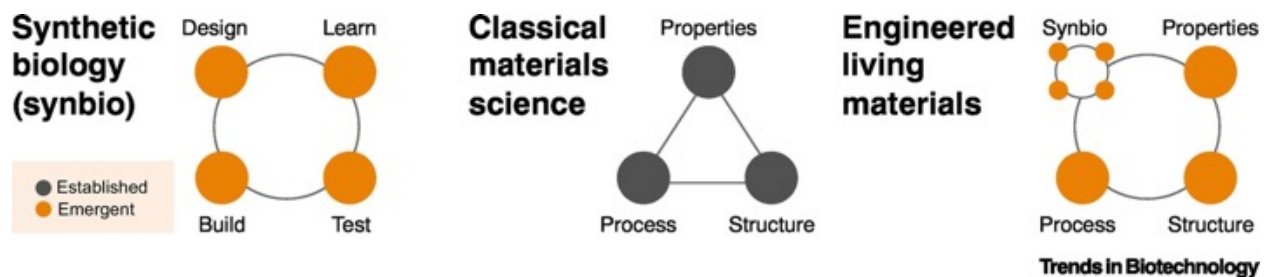 Synthetic
biology
(synbio)
Design
Learn
Build
Test
Established
Emergent
Classical
materials
science
Properties
Process
Structure
Engineered
living
materials
Synbio
Properties
Process
Structure
Trends in Biotechnology